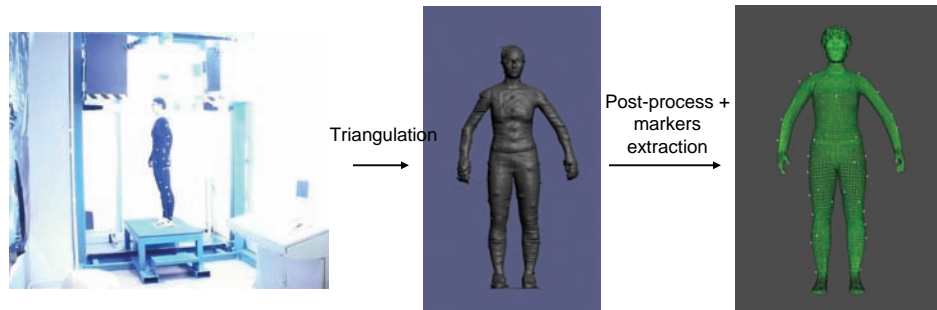 Triangulation
Post-process +
markers
extraction